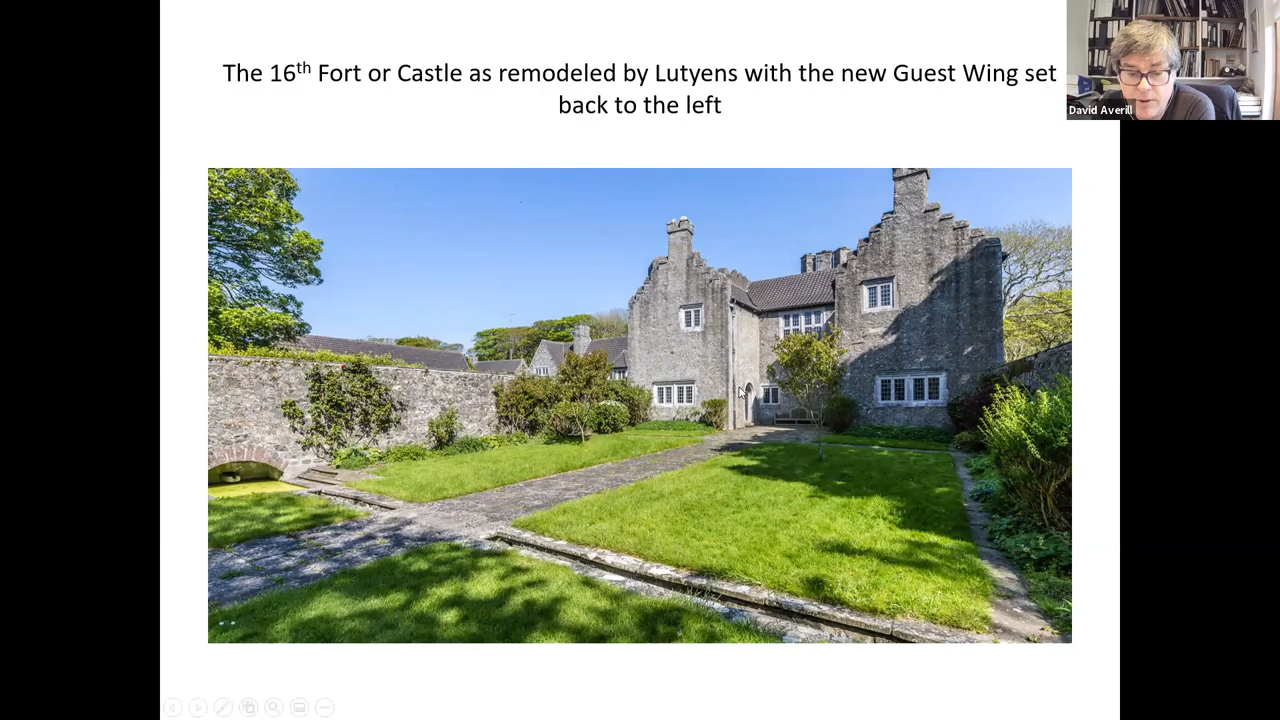 The 16th Fort or Castle as remodeled by Lutyens with the new Guest Wing set
back to the left
David Averill